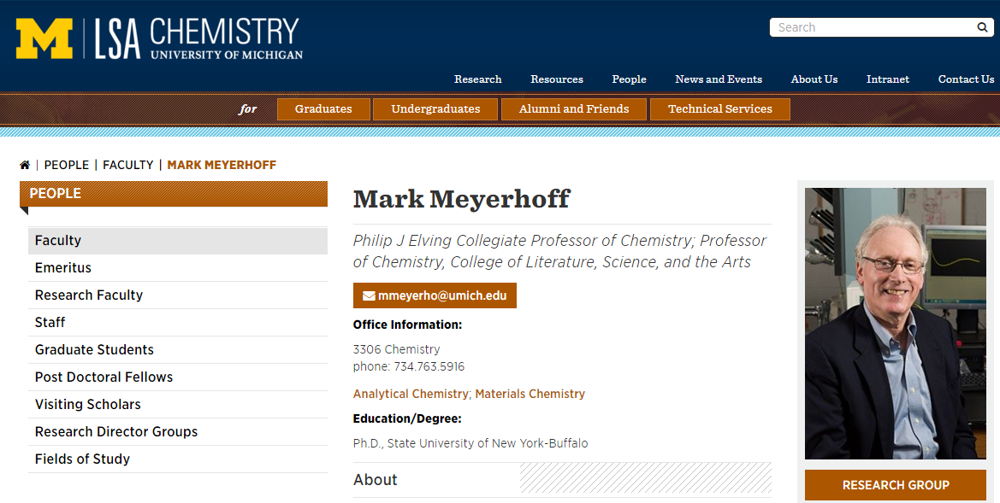 M LSA CHEMISTRY
UNIVERSITY OF MICHIGAN
Search
Research Resources People News and Events About Us Intranet Contact Us
for Graduates Undergraduates Alumni and Friends Technical Services
| PEOPLE | FACULTY | MARK MEYERHOFF
PEOPLE
Faculty
Emeritus
Research Faculty
Staff
Graduate Students
Post Doctoral Fellows
Visiting Scholars
Research Director Groups
Fields of Study
Mark Meyerhoff
Philip J Elving Collegiate Professor of Chemistry; Professor
of Chemistry, College of Literature, Science, and the Arts
mmeyerho@umich.edu
Office Information:
3306 Chemistry
phone: 734.763.5916
Analytical Chemistry; Materials Chemistry
Education/Degree:
Ph.D., State University of New York-Buffalo
About
RESEARCH GROUP